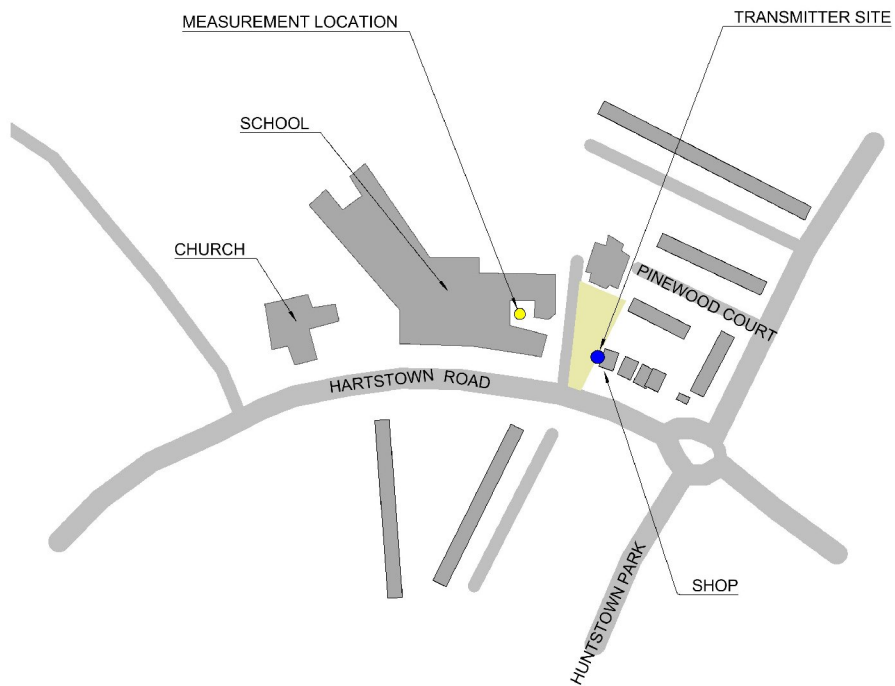 MEASUREMENT LOCATION
TRANSMITTER SITE
SCHOOL
CHURCH
PINEWOOD COURT
HARTSTOWN ROAD
SHOP
HUNTSTOWN PARK